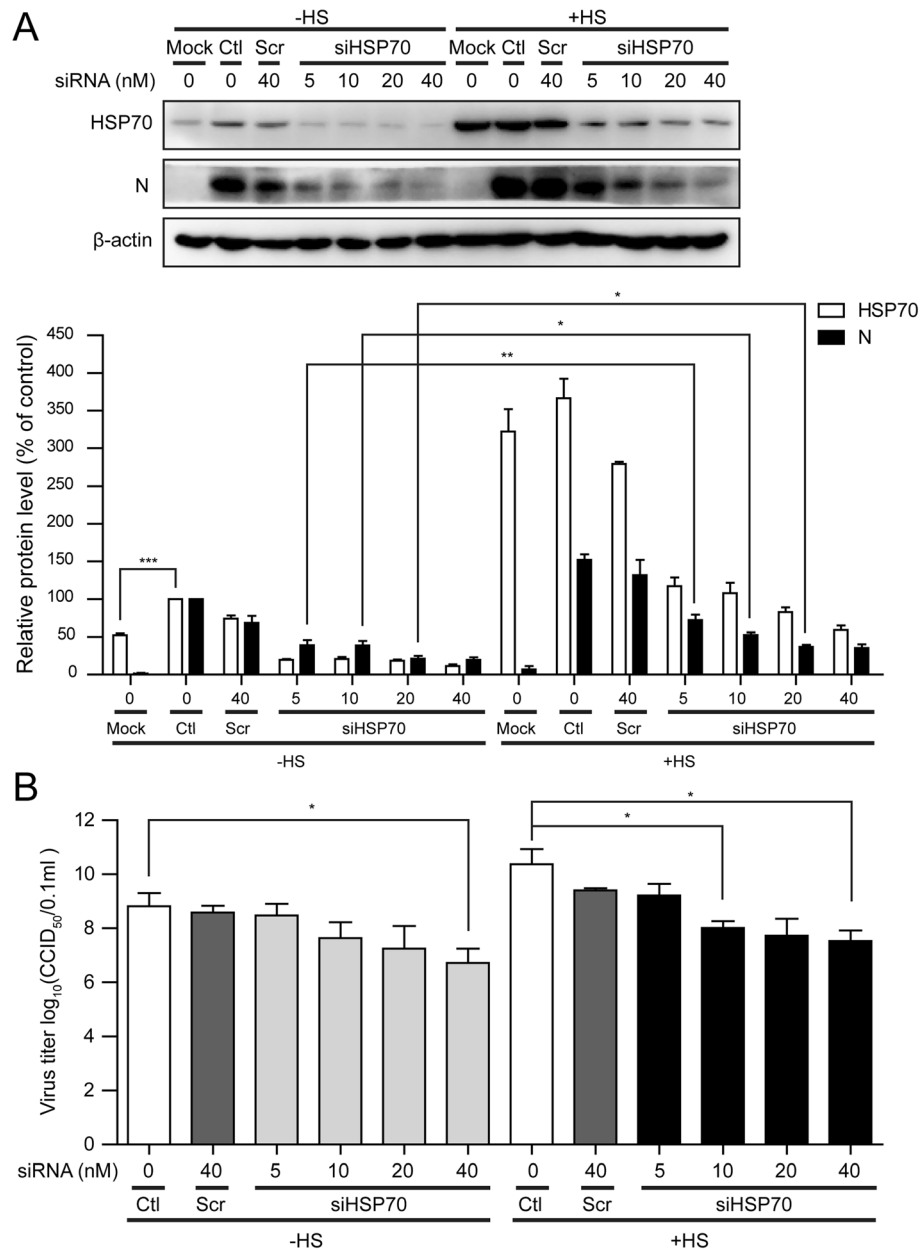 A
-HS +HS
Mock Ctl Scr siHSP70 Mock Ctl Scr siHSP70
siRNA (nM) 0 0 40 5 10 20 40 0 0 40 5 10 20 40
HSP70
N
β-actin
Relative protein level (% of control)
450
400
350
300
250
200
150
100
50
0
***
**
*
*
HSP70
N
0 0 40 5 10 20 40 0 0 40 5 10 20 40
Mock Ctl Scr siHSP70 Mock Ctl Scr siHSP70
-HS +HS
B
Virus titer log10(CCID50/0.1ml )
12
10
8
6
4
2
0
*
*
*
siRNA (nM) 0 40 5 10 20 40 0 40 5 10 20 40
Ctl Scr siHSP70 Ctl Scr siHSP70
-HS +HS